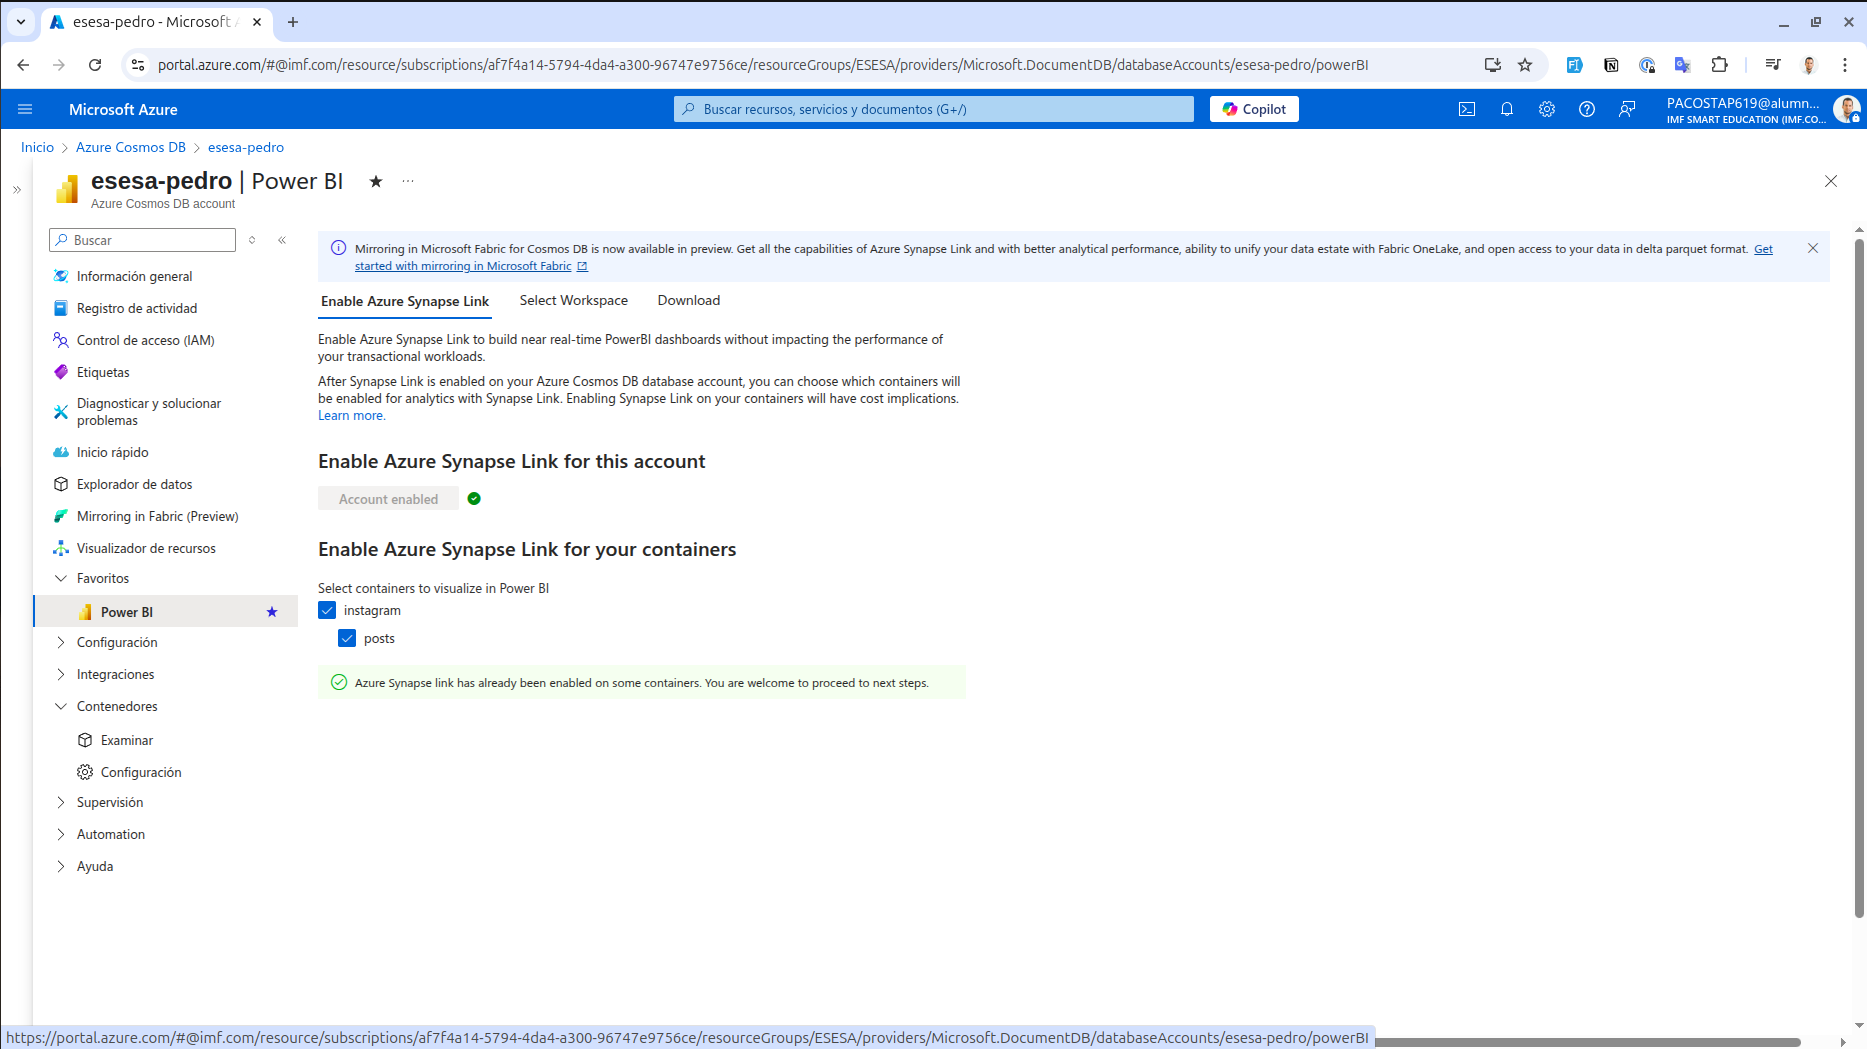 esesa-pedro - Microsoft A
portal.azure.com/#@imf.com/resource/subscriptions/af7f4a14-5794-4da4-a300-96747e9756ce/resourceGroups/ESESA/providers/Microsoft.DocumentDB/databaseAccounts/esesa-pedro/powerBI
Microsoft Azure
Buscar recursos, servicios y documentos (G+/)
Copilot
PACOSTAP619@alumn...
IMF SMART EDUCATION (IMF.CO...
Inicio > Azure Cosmos DB > esesa-pedro
esesa-pedro | Power BI
Azure Cosmos DB account
Buscar
Información general
Registro de actividad
Control de acceso (IAM)
Etiquetas
Diagnosticar y solucionar
problemas
Inicio rápido
Explorador de datos
Mirroring in Fabric (Preview)
Visualizador de recursos
Favoritos
Power BI
Configuración
Integraciones
Contenedores
Examinar
Configuración
Supervisión
Automation
Ayuda
Mirroring in Microsoft Fabric for Cosmos DB is now available in preview. Get all the capabilities of Azure Synapse Link and with better analytical performance, ability to unify your data estate with Fabric OneLake, and open access to your data in delta parquet format. Get
started with mirroring in Microsoft Fabric
Enable Azure Synapse Link Select Workspace Download
Enable Azure Synapse Link to build near real-time PowerBI dashboards without impacting the performance of
your transactional workloads.
After Synapse Link is enabled on your Azure Cosmos DB database account, you can choose which containers will
be enabled for analytics with Synapse Link. Enabling Synapse Link on your containers will have cost implications.
Learn more.
Enable Azure Synapse Link for this account
Account enabled
Enable Azure Synapse Link for your containers
Select containers to visualize in Power BI
instagram
posts
Azure Synapse link has already been enabled on some containers. You are welcome to proceed to next steps.
https://portal.azure.com/#@imf.com/resource/subscriptions/af7f4a14-5794-4da4-a300-96747e9756ce/resourceGroups/ESESA/providers/Microsoft.DocumentDB/databaseAccounts/esesa-pedro/powerBI